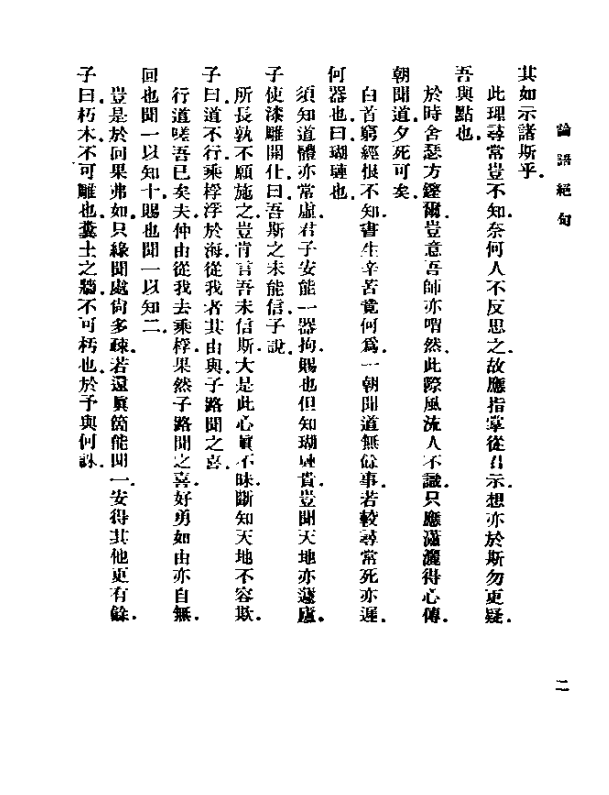 論語絕句
二
其如示諸斯乎.
此理尋常豈不知.奈何人不反思之.故應指掌從君示.想亦於斯勿更疑.
吾與點也.
於時舍瑟方鏗爾.豈意吾師亦喟然.此際風流人不識.只應瀟灑得心傳.
朝聞道.夕死可矣.
白首窮經恨不知.書生辛苦竟何爲.一朝聞道無餘事.若較尋常死亦遲.
何器也.曰.瑚璉也.
須知道體亦常虛.君子安能一器拘.賜也但知瑚璉貴.豈聞天地亦蘧廬.
子使漆雕開仕.曰.吾斯之未能信.子說.
所長孰不願施之.豈肯言吾未信斯.大是此心眞不昧.斷知天地不容欺.
子曰.道不行.乘桴浮於海.從我者其由與.子路聞之喜.
行道嗟吾已矣夫.仲由從我去乘桴.果然子路聞之喜.好勇如由亦自無.
回也聞一以知十.賜也聞一以知二.
豈是於回果弗如.只緣聞處尙多疎.若還眞箇能聞一.安得其他更有餘.
子曰.朽木不可雕也.糞土之牆.不可杇也.於予與何誅.